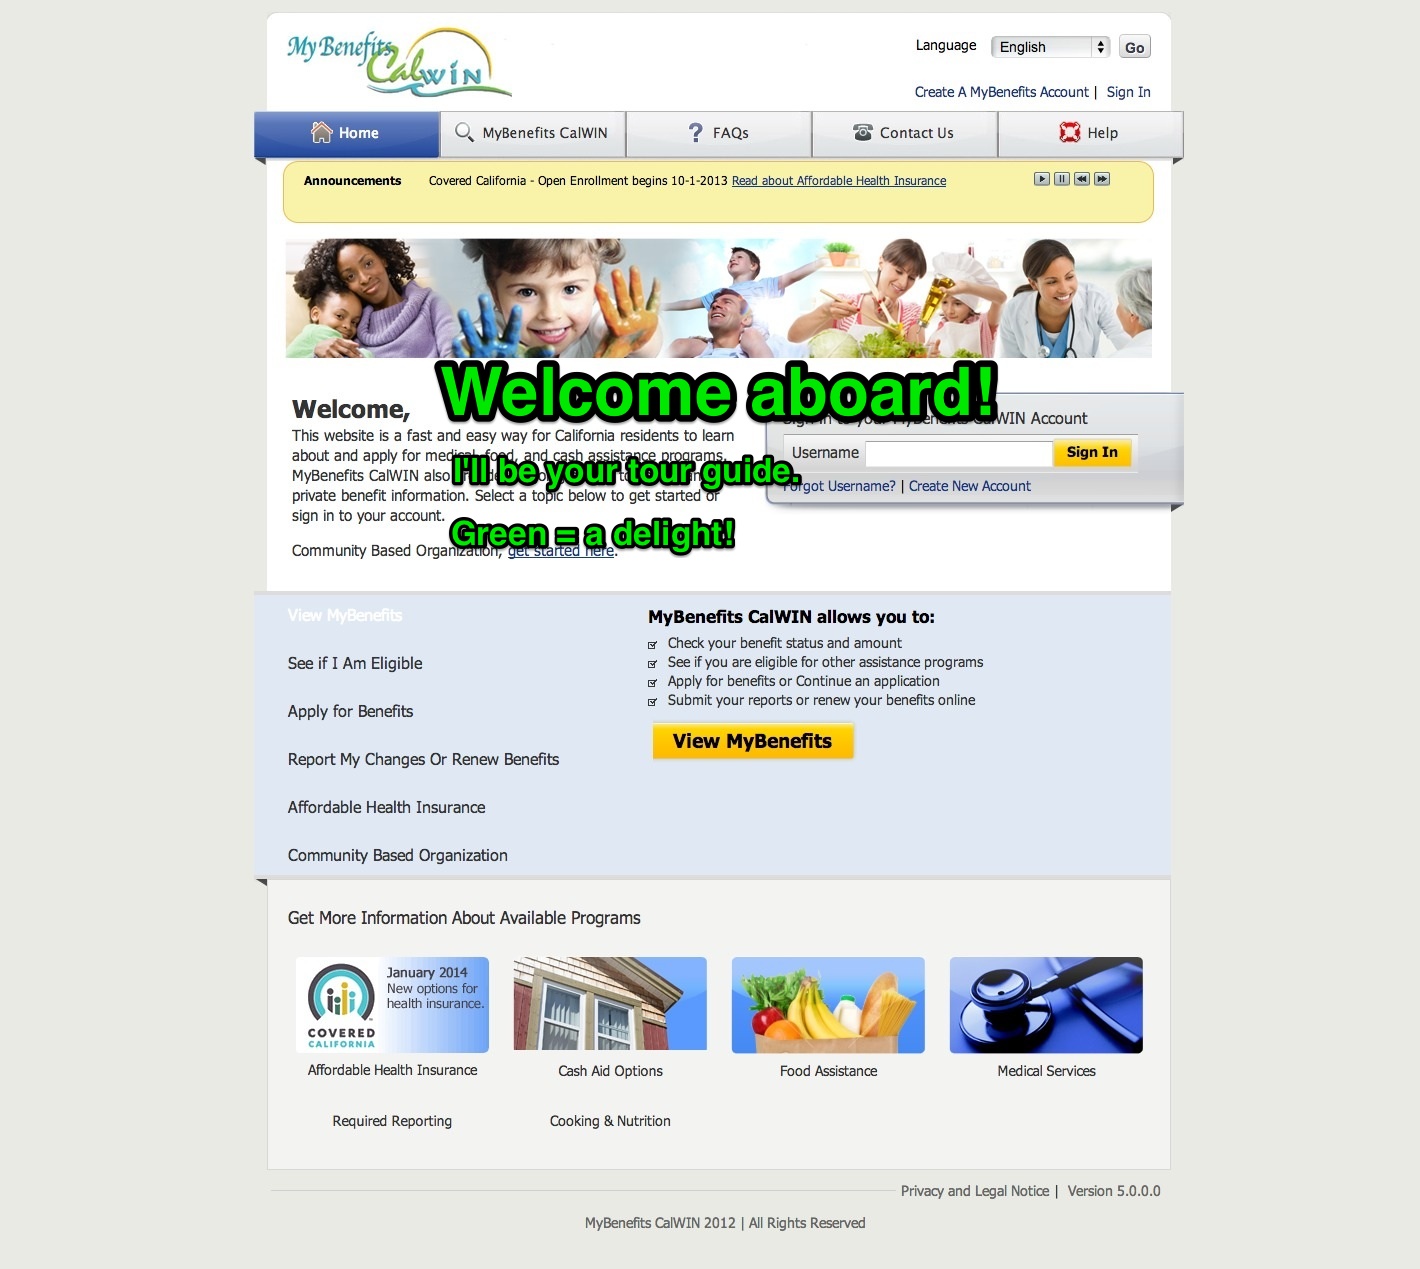 My Benefits CalWIN
Language English Go
Create A MyBenefits Account | Sign In
Home MyBenefits CalWIN FAQs Contact Us Help
Announcements Covered California - Open Enrollment begins 10-1-2013 Read about Affordable Health Insurance
Welcome aboard!
I'll be your tour guide.
Green = a delight!
Welcome,
This website is a fast and easy way for California residents to learn
about and apply for medical, food, and cash assistance programs.
MyBenefits CalWIN also
private benefit information. Select a topic below to get started or
sign in to your account.
Community Based Organization, get started here.
Sign in to your MyBenefits CalWIN Account
Username Sign In
Forgot Username? | Create New Account
View MyBenefits
See if I Am Eligible
Apply for Benefits
Report My Changes Or Renew Benefits
Affordable Health Insurance
Community Based Organization
MyBenefits CalWIN allows you to:
Check your benefit status and amount
See if you are eligible for other assistance programs
Apply for benefits or Continue an application
Submit your reports or renew your benefits online
View MyBenefits
Get More Information About Available Programs
COVERED
CALIFORNIA
January 2014
New options for
health insurance.
Affordable Health Insurance
Cash Aid Options
Food Assistance
Medical Services
Required Reporting
Cooking & Nutrition
Privacy and Legal Notice | Version 5.0.0.0
MyBenefits CalWIN 2012 | All Rights Reserved